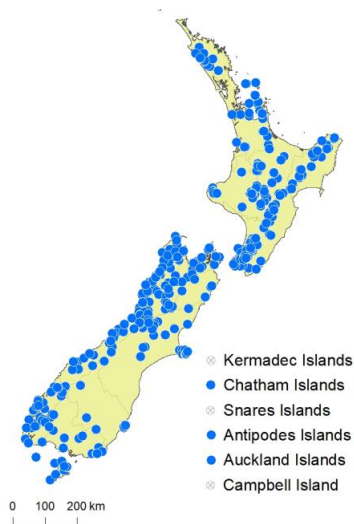 Kermadec Islands
Chatham Islands
Snares Islands
Antipodes Islands
Auckland Islands
Campbell Island
0 100 200 km